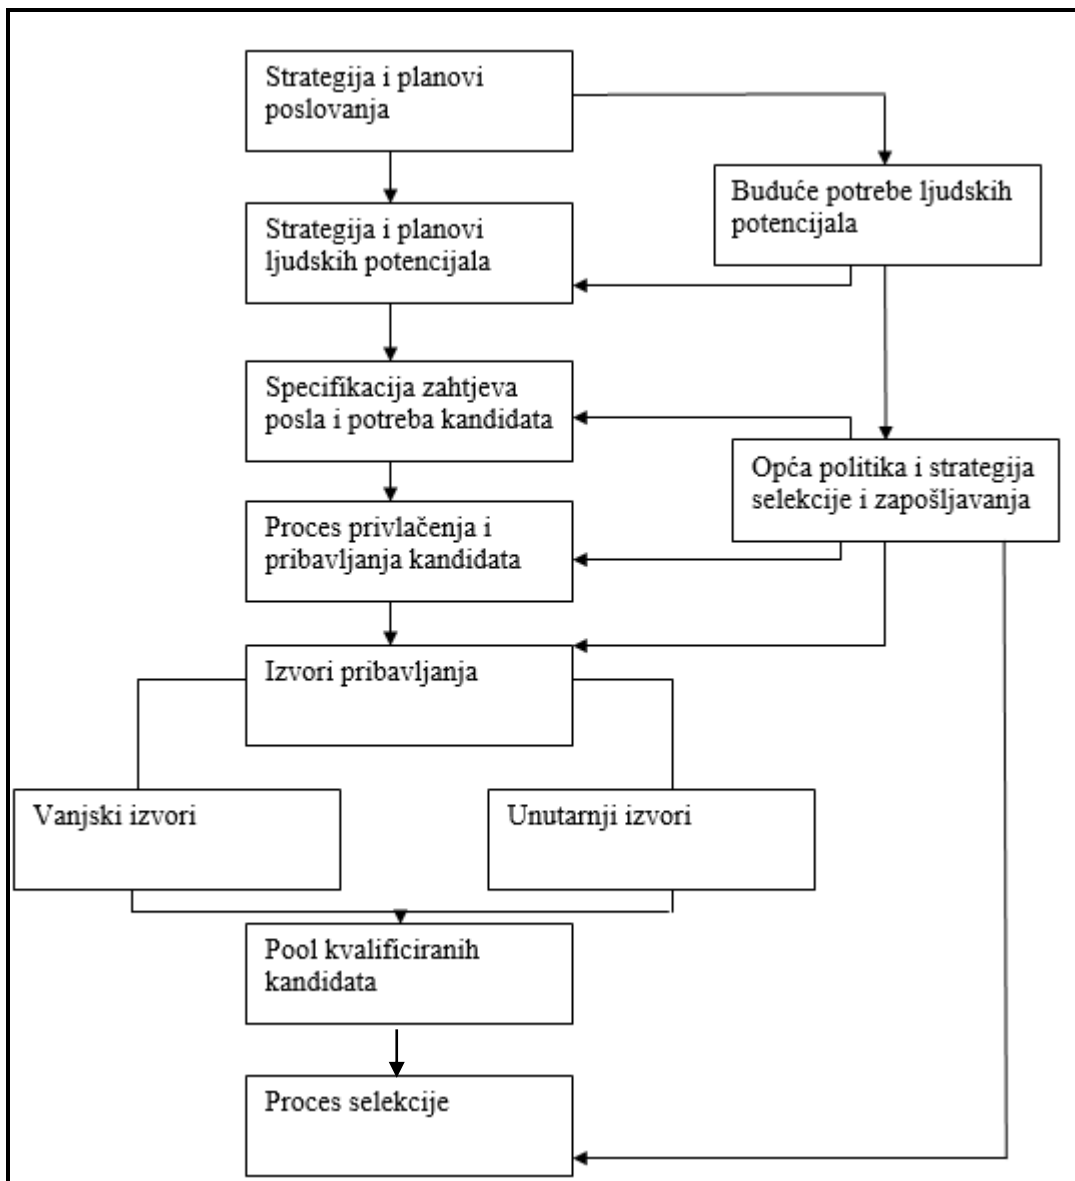 Strategija i planovi
poslovanja
Buduće potrebe ljudskih
potencijala
Strategija i planovi
ljudskih potencijala
Specifikacija zahtjeva
posla i potreba kandidata
Opća politika i strategija
selekcije i zapošljavanja
Proces privlačenja i
pribavljanja kandidata
Izvori pribavljanja
Vanjski izvori
Unutarnji izvori
Pool kvalificiranih
kandidata
Proces selekcije